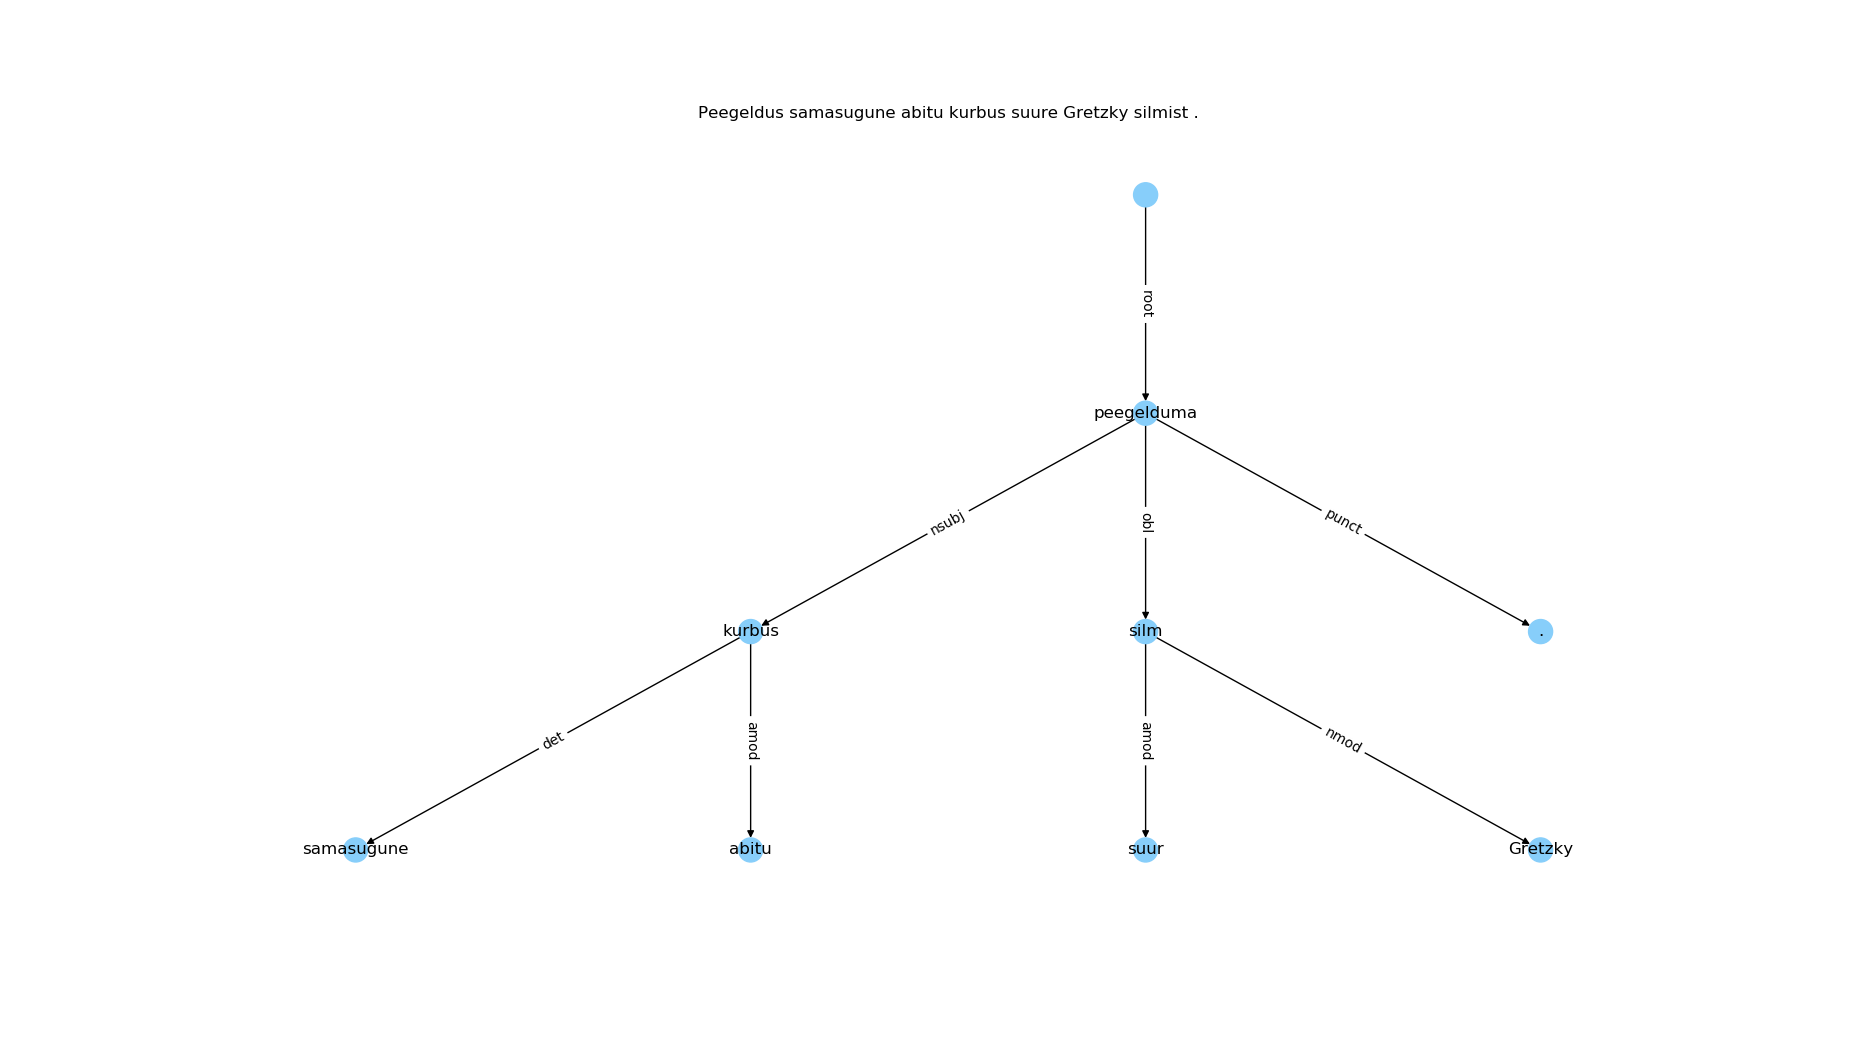 Peegeldus samasugune abitu kurbus suure Gretzky silmist .
root
peegelduma
nsubj
obl
punct
kurbus
silm
.
det
amod
amod
nmod
samasugune
abitu
suur
Gretzky